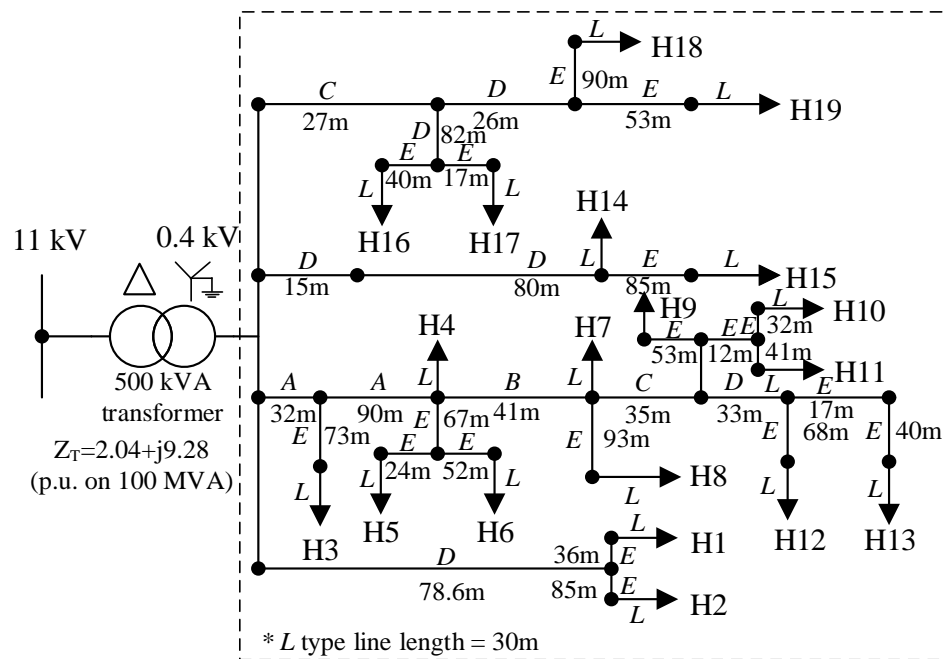 L
H18
E
90m
C
D
E
L
H19
27m
26m
53m
D
82m
E
E
40m
17m
L
L
H14
H16
H17
11 kV
0.4 kV
D
D
L
E
L
H15
15m
80m
85m
H9
L
H10
H4
H7
E
E
E
32m
53m
12m
41m
H11
500 kVA
transformer
Z_T=2.04+j9.28
(p.u. on 100 MVA)
A
A
L
B
L
C
D
L
E
32m
90m
67m
41m
35m
33m
17m
E
73m
E
E
93m
E
68m
E
40m
E
E
24m
52m
L
L
L
L
H8
L
L
H3
H5
H6
H12
H13
L
H1
D
36m
E
78.6m
85m
E
H2
L
* L type line length = 30m